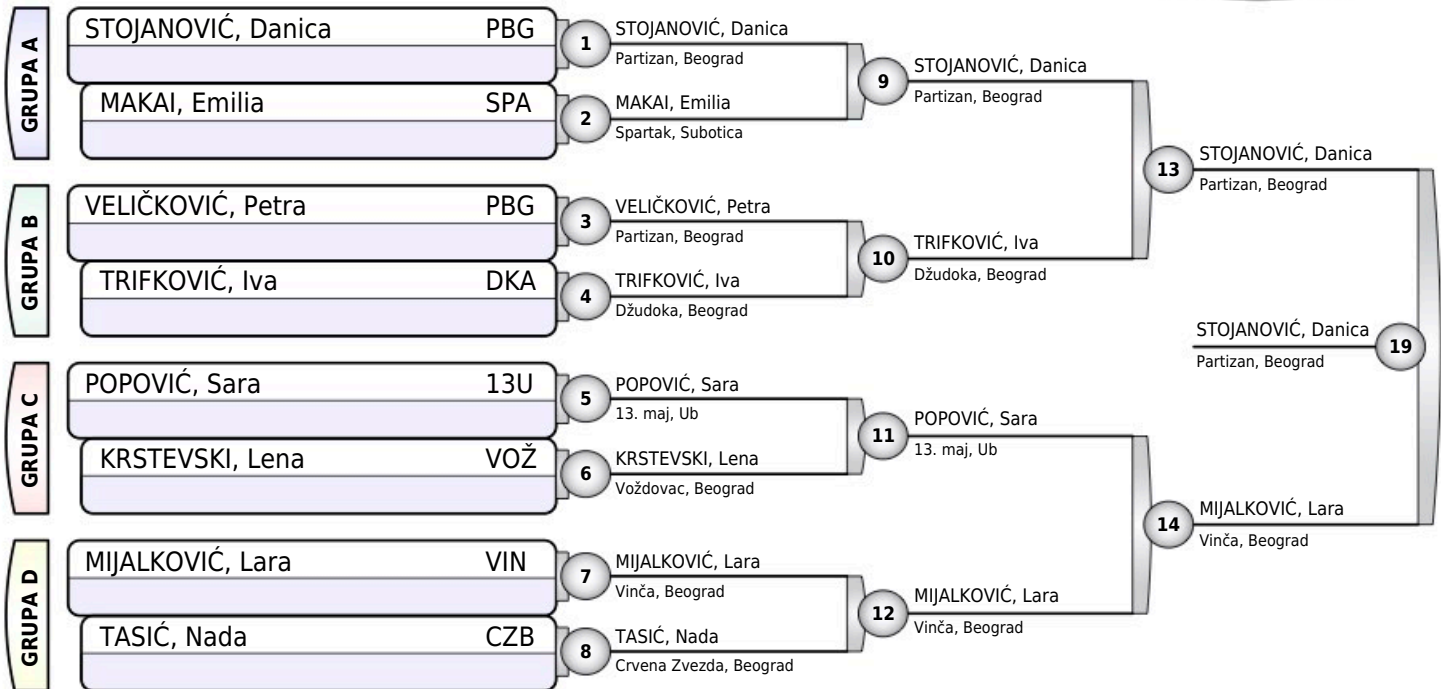 GRUPA A
STOJANOVIĆ, Danica PBG
MAKAI, Emilia SPA
GRUPA B
VELIČKOVIĆ, Petra PBG
TRIFKOVIĆ, Iva DKA
GRUPA C
POPOVIĆ, Sara 13U
KRSTEVSKI, Lena VOŽ
GRUPA D
MIJALKOVIĆ, Lara VIN
TASIĆ, Nada CZB
1
STOJANOVIĆ, Danica
Partizan, Beograd
2
MAKAI, Emilia
Spartak, Subotica
3
VELIČKOVIĆ, Petra
Partizan, Beograd
4
TRIFKOVIĆ, Iva
Džudoka, Beograd
5
POPOVIĆ, Sara
13. maj, Ub
6
KRSTEVSKI, Lena
Voždovac, Beograd
7
MIJALKOVIĆ, Lara
Vinča, Beograd
8
TASIĆ, Nada
Crvena Zvezda, Beograd
9
STOJANOVIĆ, Danica
Partizan, Beograd
10
TRIFKOVIĆ, Iva
Džudoka, Beograd
11
POPOVIĆ, Sara
13. maj, Ub
12
MIJALKOVIĆ, Lara
Vinča, Beograd
13
STOJANOVIĆ, Danica
Partizan, Beograd
14
MIJALKOVIĆ, Lara
Vinča, Beograd
STOJANOVIĆ, Danica
Partizan, Beograd
19